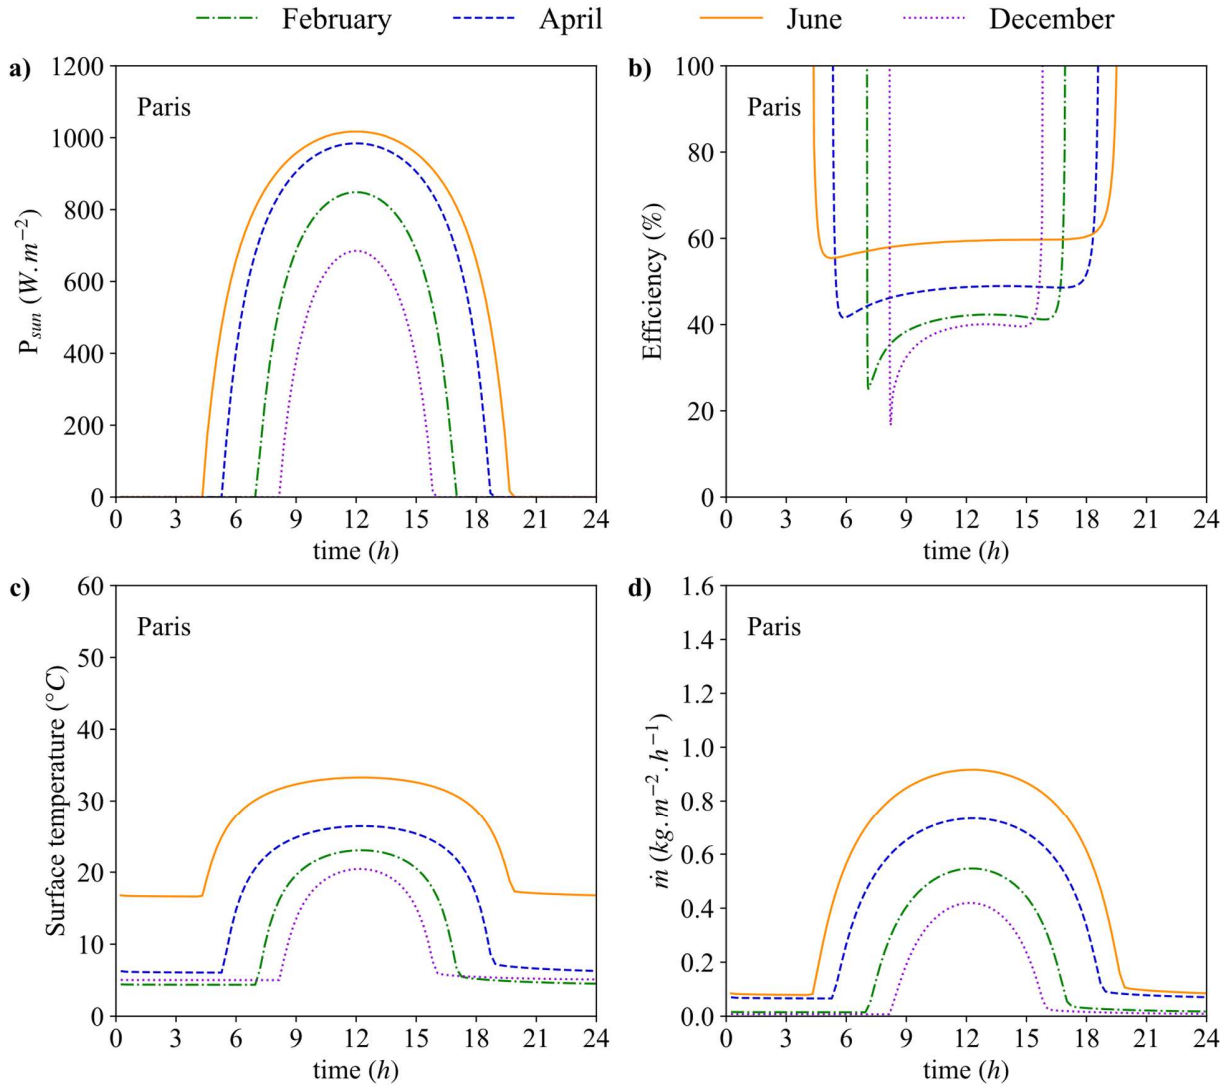 February April June December
a)
1200
1000
800
600
400
200
0
P_sun (W.m⁻²)
Paris
0 3 6 9 12 15 18 21 24
time (h)
b)
100
80
60
40
20
0
Efficiency (%)
Paris
0 3 6 9 12 15 18 21 24
time (h)
c)
60
50
40
30
20
10
0
Surface temperature (°C)
Paris
0 3 6 9 12 15 18 21 24
time (h)
d)
1.6
1.4
1.2
1.0
0.8
0.6
0.4
0.2
0.0
ṁ (kg.m⁻².h⁻¹)
Paris
0 3 6 9 12 15 18 21 24
time (h)